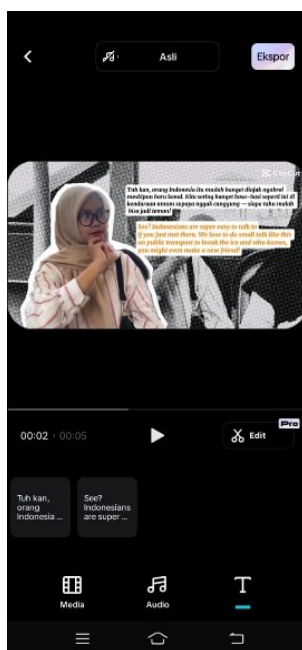 Asli
Ekspor
CapCut
Tuh kan, orang Indonesia itu mudah banget diajak ngobrol
meskipun baru kenal. Kita sering banget basa-basi seperti ini di
kendaraan umum supaya nggak canggung — siapa tahu malah
bisa jadi teman!
See? Indonesians are super easy to talk to
if you just met them. We love to do small talk like this
on public transport to break the ice and who knows,
you might even make a new friend!
00:02 00:05
Pro
Edit
Tuh kan,
orang
Indonesia ...
See?
Indonesians
are super ...
Media
Audio
T